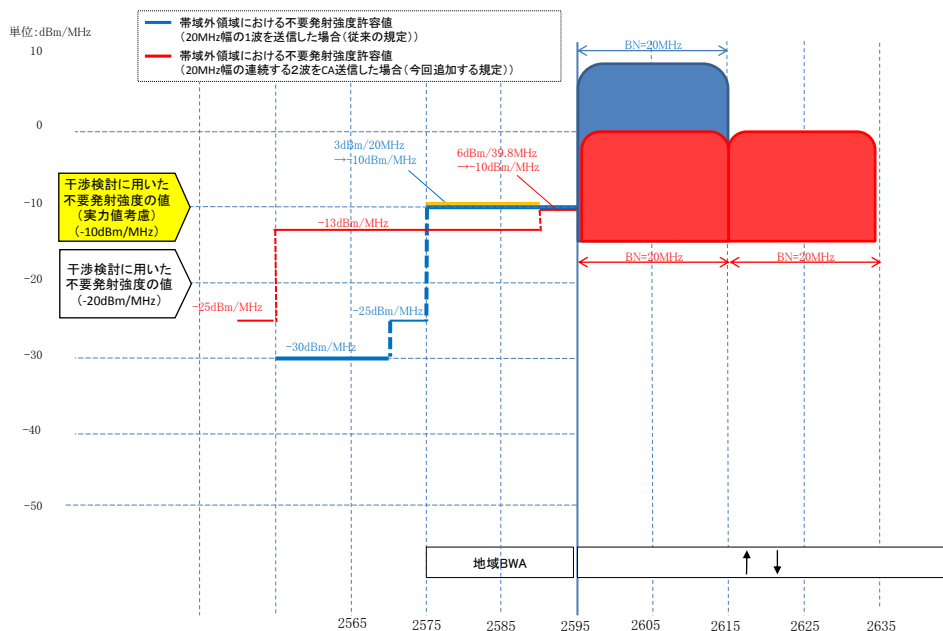 単位:dBm/MHz
帯域外領域における不要発射強度許容値
(20MHz幅の1波を送信した場合(従来の規定))
帯域外領域における不要発射強度許容値
(20MHz幅の連続する2波をCA送信した場合(今回追加する規定))
10
0
-10
-20
-30
-40
-50
BN=20MHz
3dBm/20MHz
→-10dBm/MHz
6dBm/39.8MHz
→-10dBm/MHz
干渉検討に用いた
不要発射強度の値
(実力値考慮)
(-10dBm/MHz)
-13dBm/MHz
干渉検討に用いた
不要発射強度の値
(-20dBm/MHz)
-25dBm/MHz
-25dBm/MHz
-30dBm/MHz
BN=20MHz
BN=20MHz
地域BWA
2565
2575
2585
2595
2605
2615
2625
2635